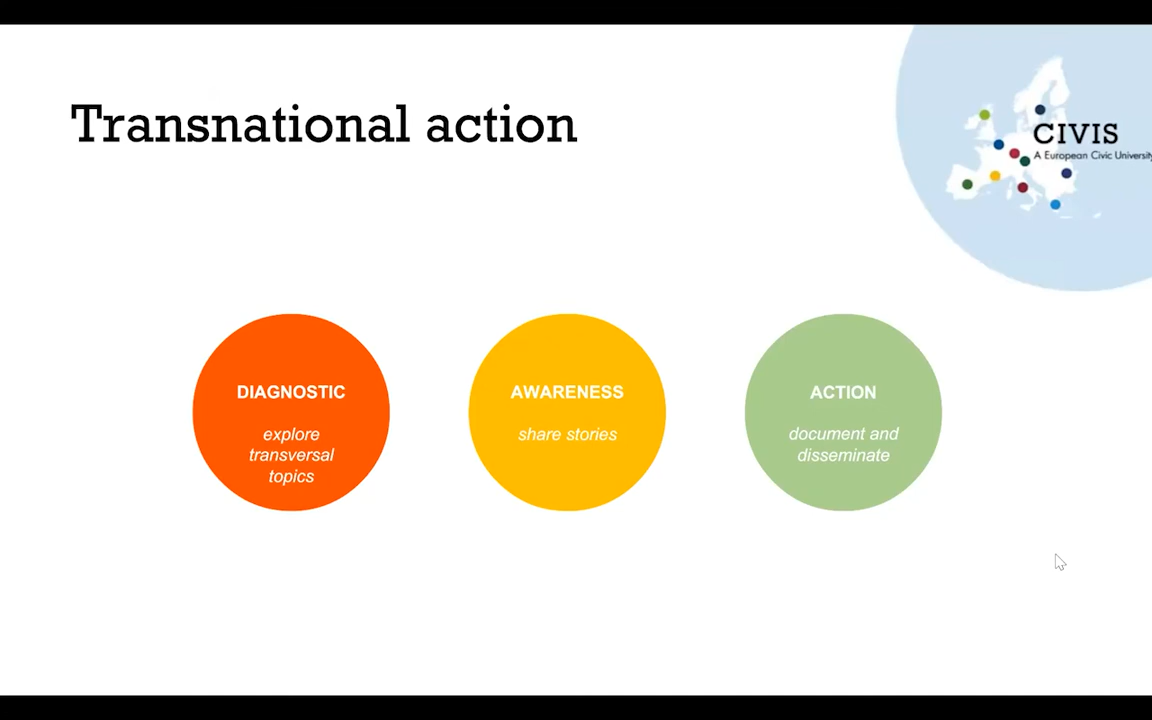 Transnational action
CIVIS
A European Civic University
DIAGNOSTIC
explore
transversal
topics
AWARENESS
share stories
ACTION
document and
disseminate